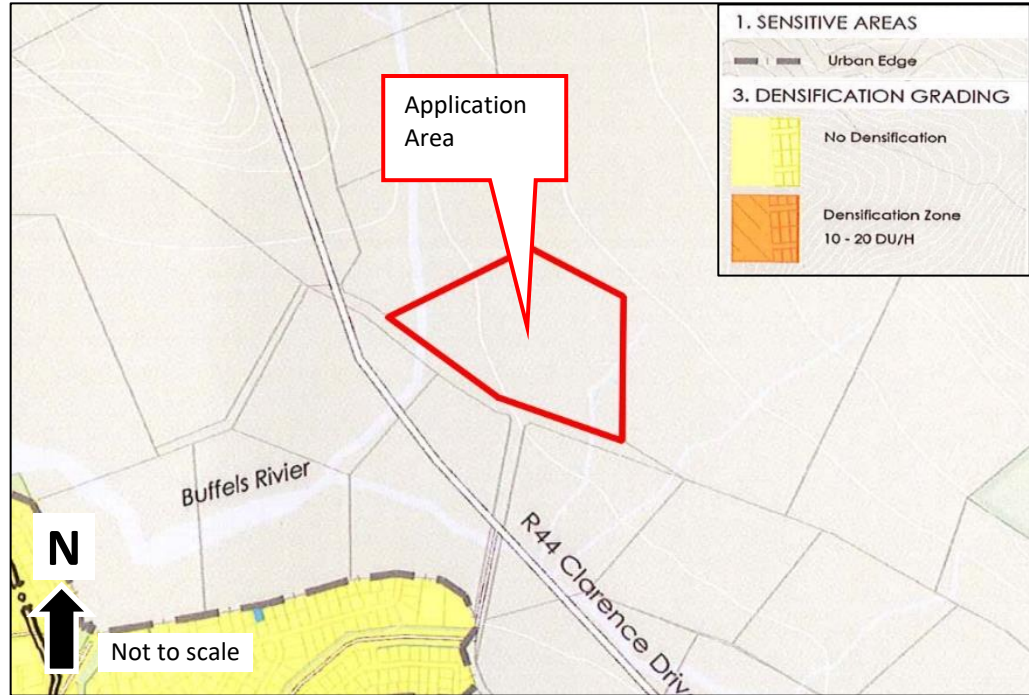 1. SENSITIVE AREAS
Urban Edge
3. DENSIFICATION GRADING
No Densification
Densification Zone
10 - 20 DU/H
Application
Area
Buffels Rivier
R44 Clarence Driv
N
Not to scale